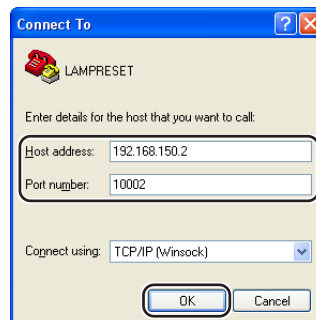 Connect To
LAMPRESET
Enter details for the host that you want to call:
Host address: 192.168.150.2
Port number: 10002
Connect using: TCP/IP (Winsock)
OK Cancel